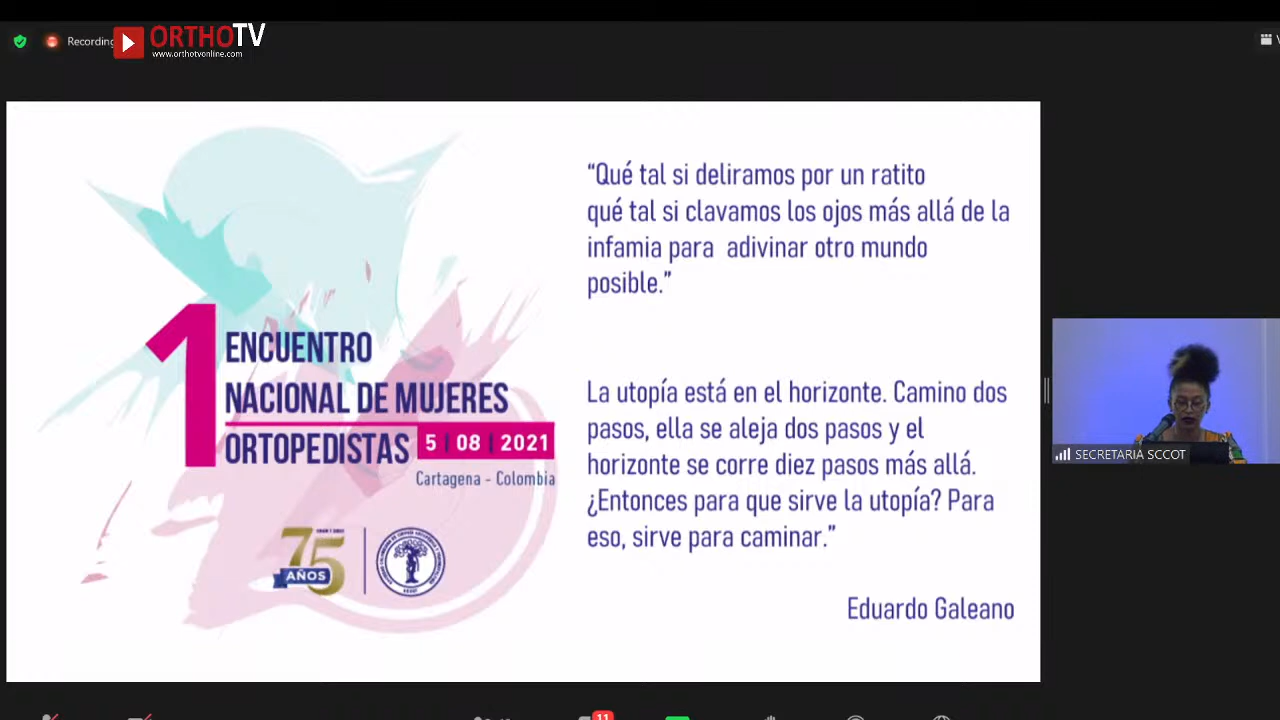 Recording
ORTHOTV
www.orthotvonline.com
“Qué tal si deliramos por un ratito
qué tal si clavamos los ojos más allá de la
infamia para adivinar otro mundo
posible.”
1
ENCUENTRO
NACIONAL DE MUJERES
ORTOPEDISTAS
5 | 08 | 2021
Cartagena - Colombia
75
AÑOS
La utopía está en el horizonte. Camino dos
pasos, ella se aleja dos pasos y el
horizonte se corre diez pasos más allá.
¿Entonces para que sirve la utopía? Para
eso, sirve para caminar.”
Eduardo Galeano
SECRETARIA SCCOT
11